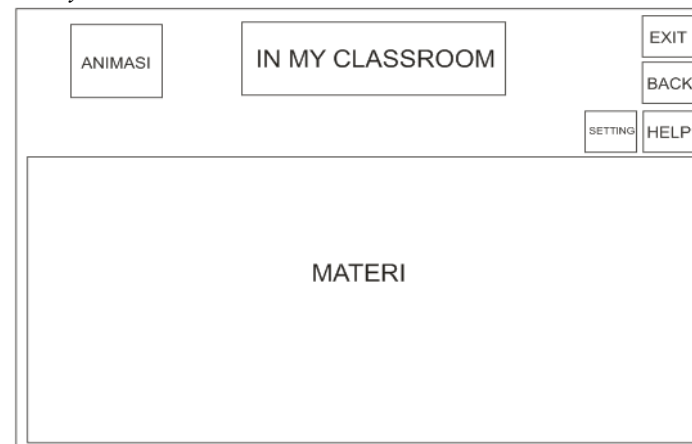 ANIMASI
IN MY CLASSROOM
EXIT
BACK
SETTING
HELP
MATERI